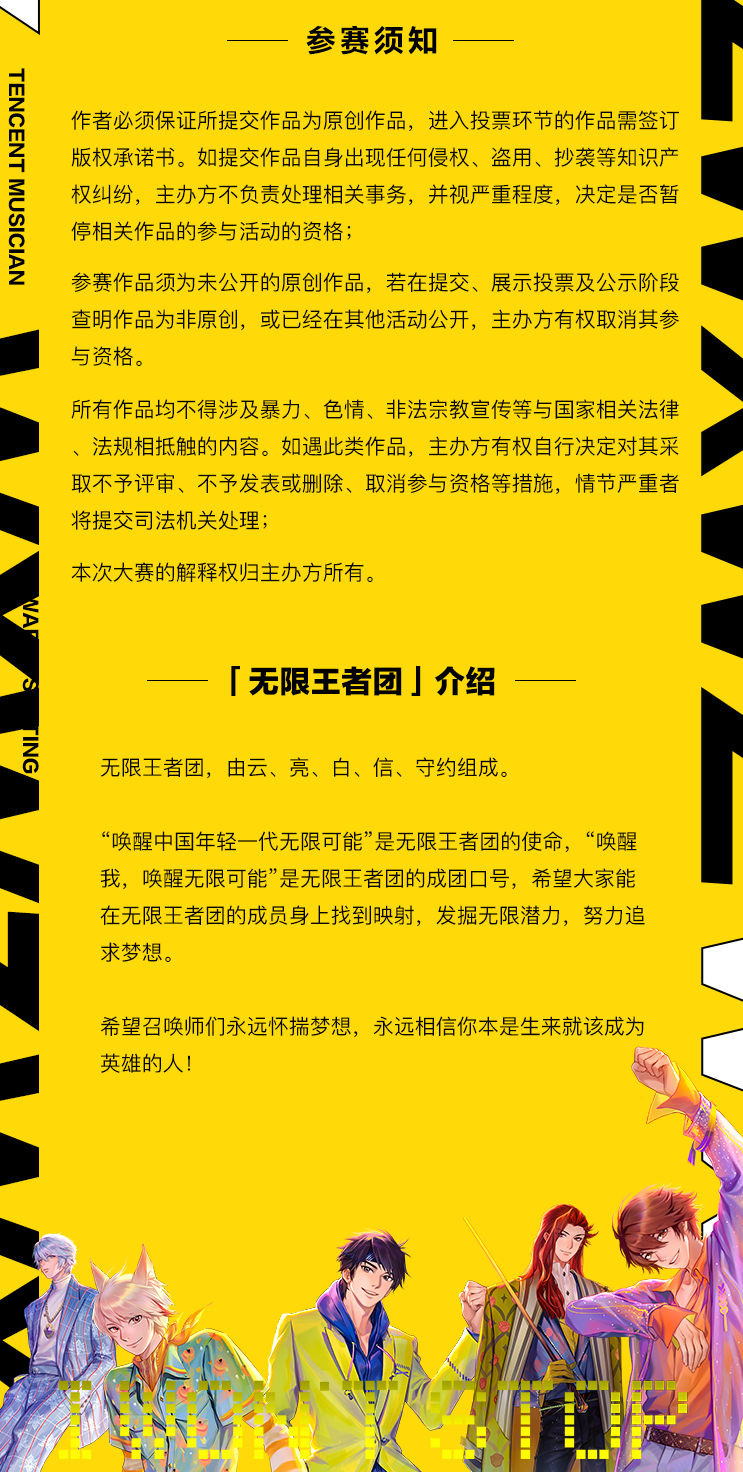 参赛须知
TENCENT MUSICIAN
作者必须保证所提交作品为原创作品，进入投票环节的作品需签订
版权承诺书。如提交作品自身出现任何侵权、盗用、抄袭等知识产
权纠纷，主办方不负责处理相关事务，并视严重程度，决定是否暂
停相关作品的参与活动的资格；
参赛作品须为未公开的原创作品，若在提交、展示投票及公示阶段
查明作品为非原创，或已经在其他活动公开，主办方有权取消其参
与资格。
所有作品均不得涉及暴力、色情、非法宗教宣传等与国家相关法律
、法规相抵触的内容。如遇此类作品，主办方有权自行决定对其采
取不予评审、不予发表或删除、取消参与资格等措施，情节严重者
将提交司法机关处理；
本次大赛的解释权归主办方所有。
「无限王者团」介绍
无限王者团，由云、亮、白、信、守约组成。
“唤醒中国年轻一代无限可能”是无限王者团的使命，“唤醒
我，唤醒无限可能”是无限王者团的成团口号，希望大家能
在无限王者团的成员身上找到映射，发掘无限潜力，努力追
求梦想。
希望召唤师们永远怀揣梦想，永远相信你本是生来就该成为
英雄的人！
I WON'T STOP